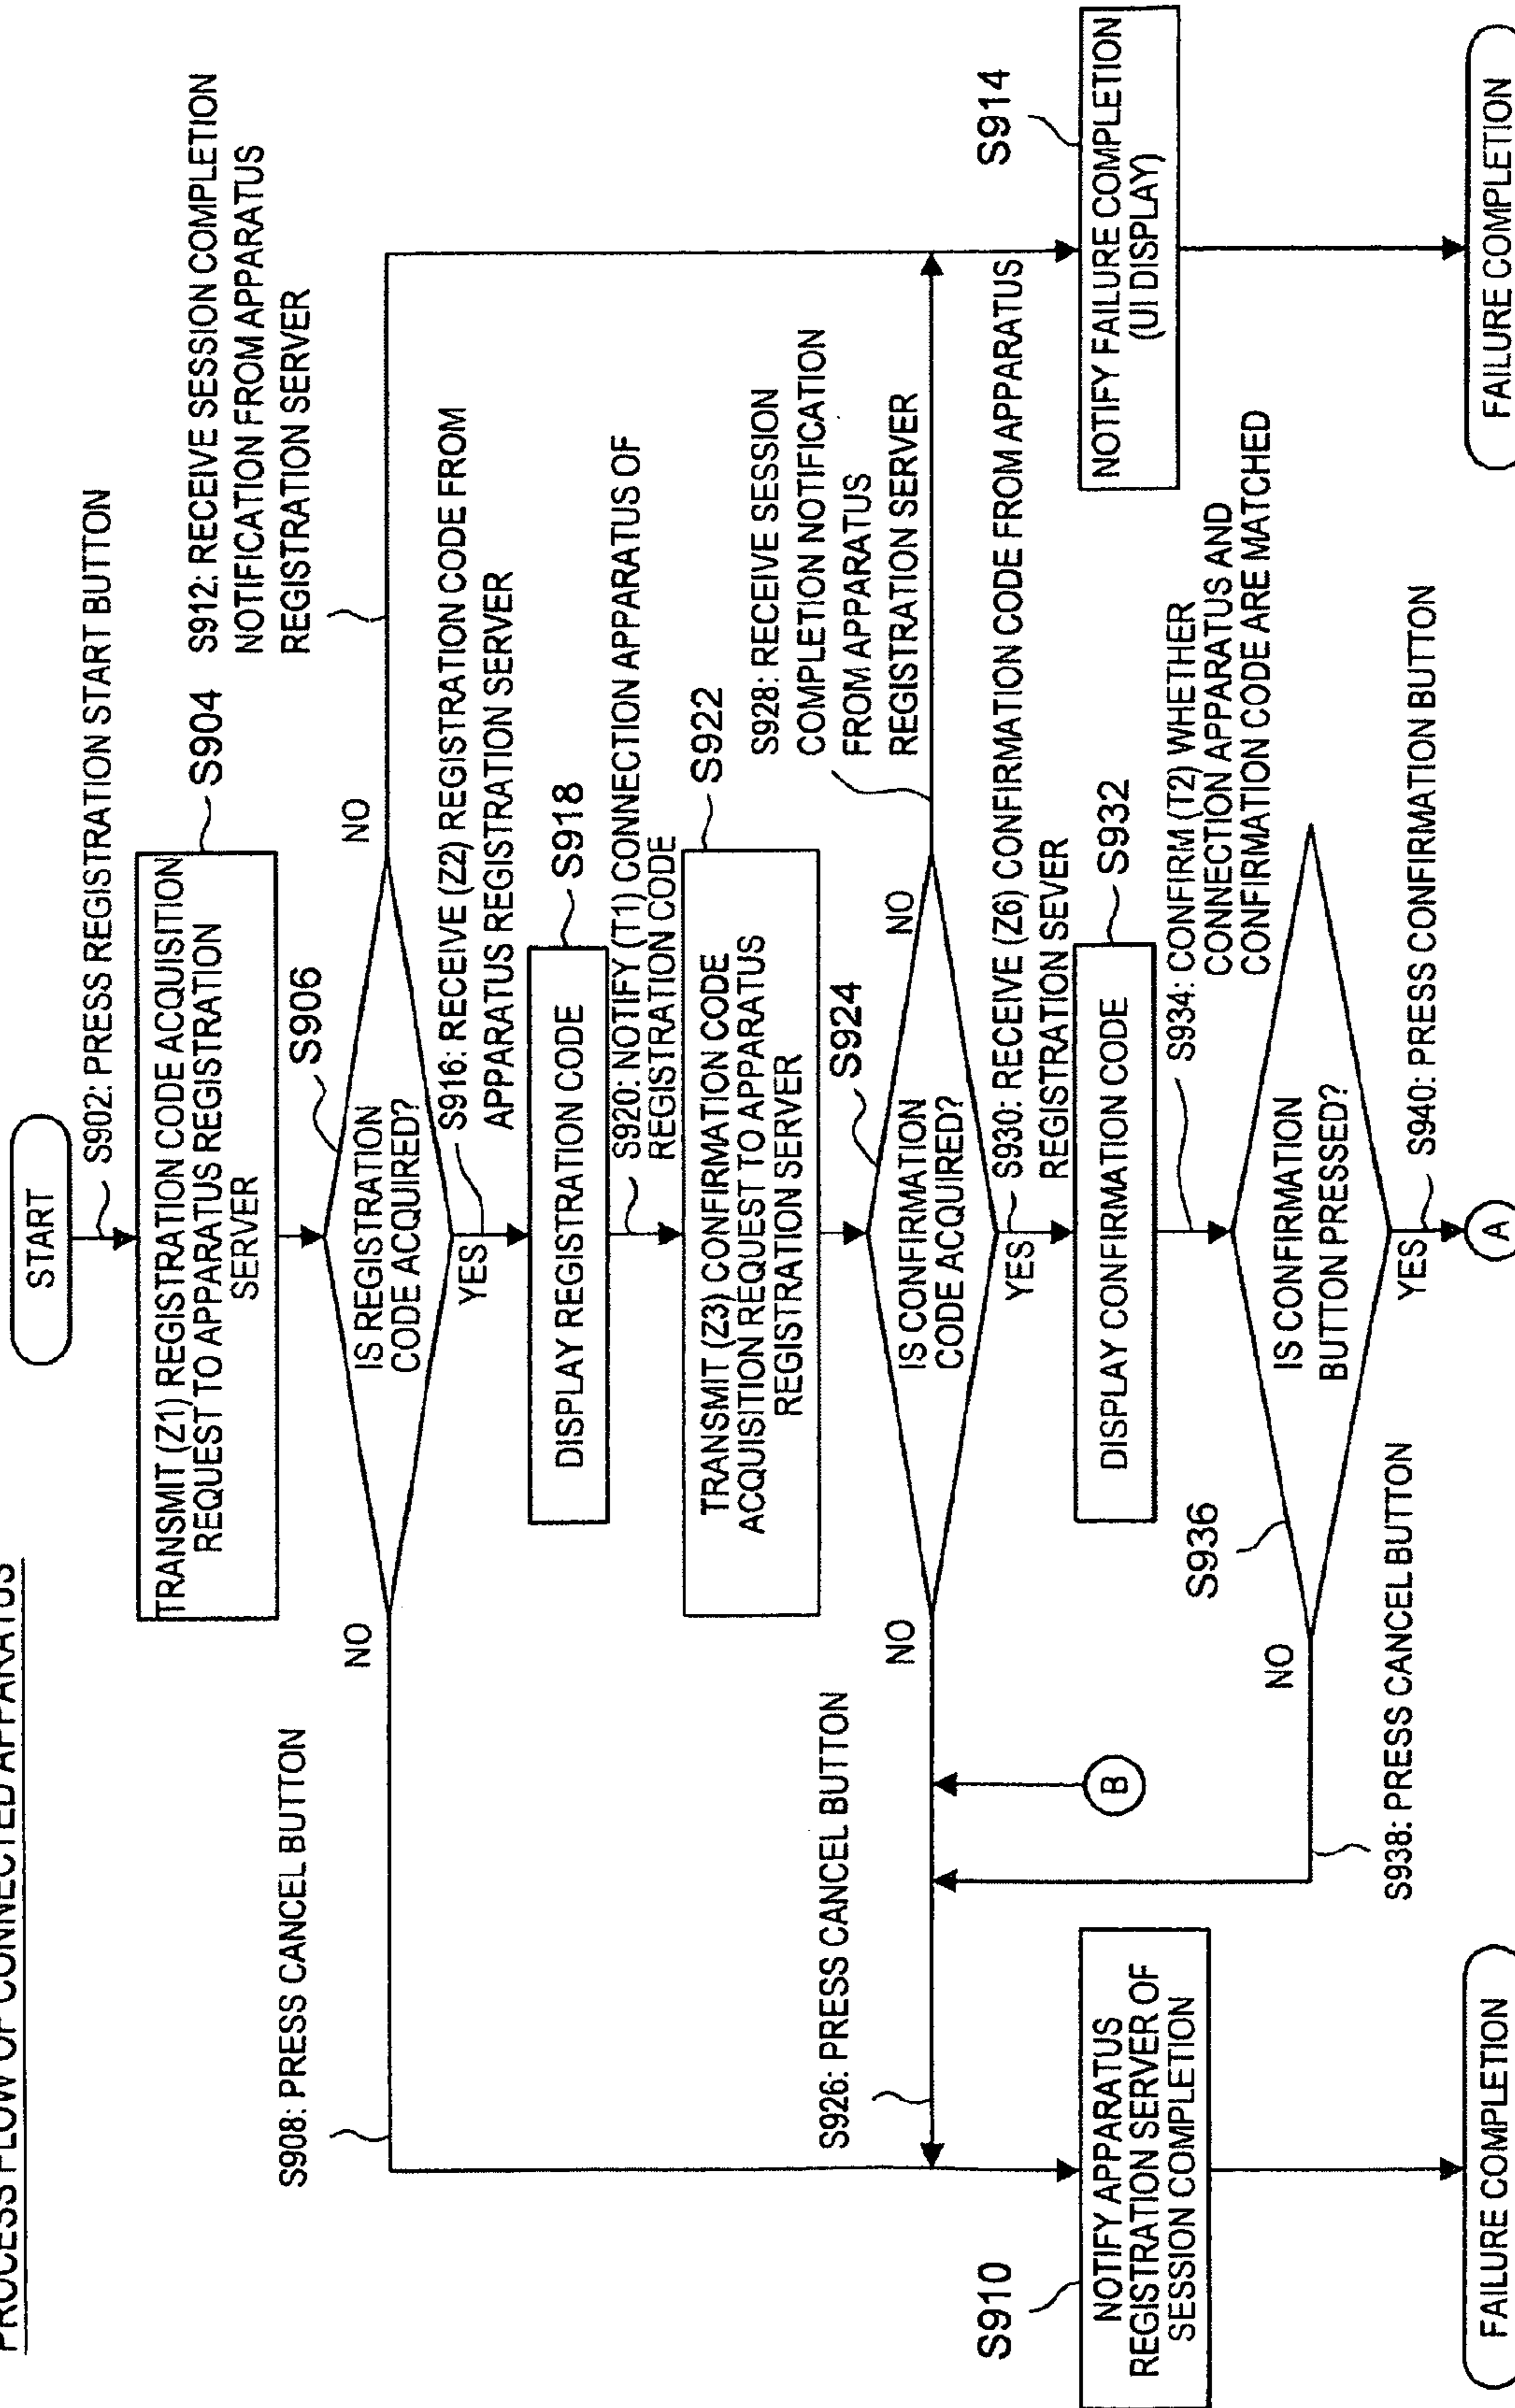 PROCESS FLOW OF CONNECTED APPARATUS
START
S902: PRESS REGISTRATION START BUTTON
TRANSMIT (Z1) REGISTRATION CODE ACQUISITION
REQUEST TO APPARATUS REGISTRATION
SERVER
S904
S906
IS REGISTRATION
CODE ACQUIRED?
NO
S908: PRESS CANCEL BUTTON
NO
S912: RECEIVE SESSION COMPLETION
NOTIFICATION FROM APPARATUS
REGISTRATION SERVER
YES
S916: RECEIVE (Z2) REGISTRATION CODE FROM
APPARATUS REGISTRATION SERVER
DISPLAY REGISTRATION CODE
S918
S920: NOTIFY (T1) CONNECTION APPARATUS OF
REGISTRATION CODE
TRANSMIT (Z3) CONFIRMATION CODE
ACQUISITION REQUEST TO APPARATUS
REGISTRATION SERVER
S922
S924
IS CONFIRMATION
CODE ACQUIRED?
NO
S926: PRESS CANCEL BUTTON
NO
S928: RECEIVE SESSION
COMPLETION NOTIFICATION
FROM APPARATUS
REGISTRATION SERVER
YES
S930: RECEIVE (Z6) CONFIRMATION CODE FROM APPARATUS
REGISTRATION SEVER
S910
NOTIFY APPARATUS
REGISTRATION SERVER OF
SESSION COMPLETION
B
DISPLAY CONFIRMATION CODE
S932
NOTIFY FAILURE COMPLETION
(UI DISPLAY)
S914
S934: CONFIRM (T2) WHETHER
CONNECTION APPARATUS AND
CONFIRMATION CODE ARE MATCHED
S936
IS CONFIRMATION
BUTTON PRESSED?
NO
S938: PRESS CANCEL BUTTON
YES
S940: PRESS CONFIRMATION BUTTON
FAILURE COMPLETION
A
FAILURE COMPLETION